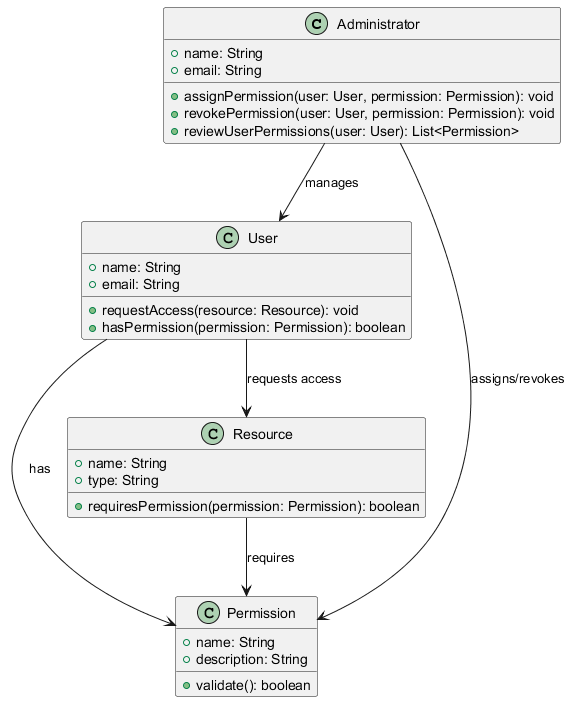 C Administrator
name: String
email: String
assignPermission(user: User, permission: Permission): void
revokePermission(user: User, permission: Permission): void
reviewUserPermissions(user: User): List<Permission>
manages
C User
name: String
email: String
requestAccess(resource: Resource): void
hasPermission(permission: Permission): boolean
assigns/revokes
requests access
C Resource
name: String
type: String
requiresPermission(permission: Permission): boolean
has
requires
C Permission
name: String
description: String
validate(): boolean